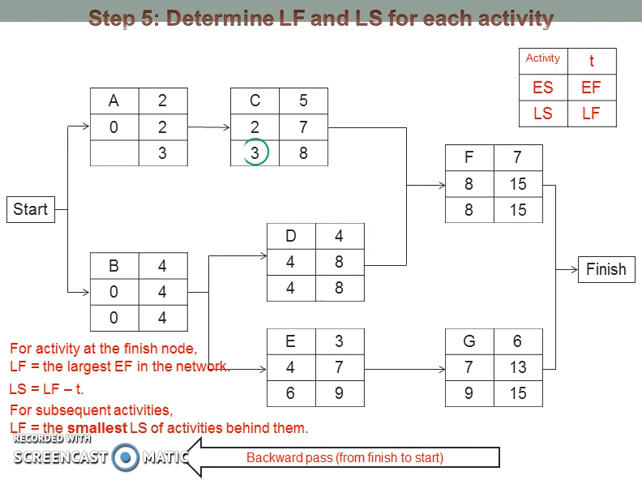 Step 5: Determine LF and LS for each activity
Activity t
ES EF
LS LF
A 2
0 2
3
C 5
2 7
3 8
F 7
8 15
8 15
Start
D 4
4 8
4 8
Finish
B 4
0 4
0 4
E 3
4 7
6 9
G 6
7 13
9 15
For activity at the finish node,
LF = the largest EF in the network.
LS = LF – t.
For subsequent activities,
LF = the smallest LS of activities behind them.
RECORDED WITH
SCREENCAST MATIC
Backward pass (from finish to start)